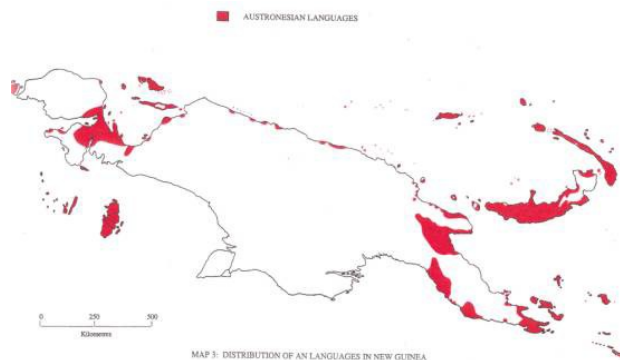 AUSTRONESIAN LANGUAGES
0 250 500
Kilometres
MAP 3: DISTRIBUTION OF AN LANGUAGES IN NEW GUINEA